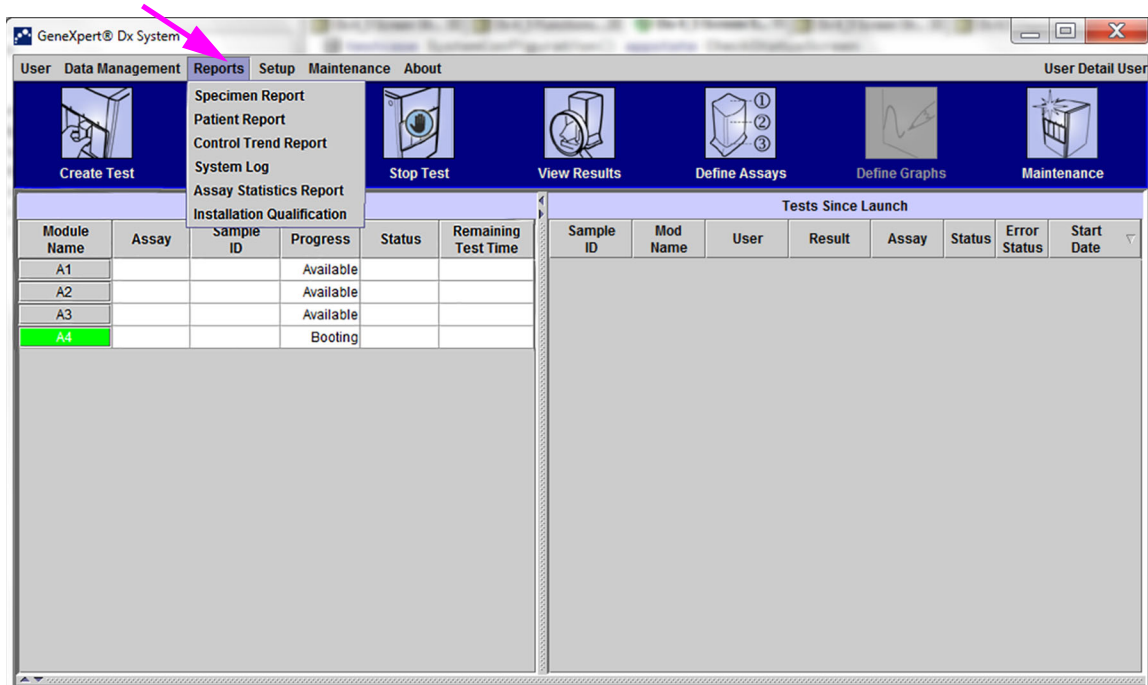 GeneXpert® Dx System
User Data Management Reports Setup Maintenance About User Detail User
Specimen Report
Patient Report
Control Trend Report
System Log
Assay Statistics Report
Installation Qualification
Create Test Stop Test View Results Define Assays Define Graphs Maintenance
① ② ③
Module Name Assay Sample ID Progress Status Remaining Test Time
A1 Available
A2 Available
A3 Available
A4 Booting
Tests Since Launch
Sample ID Mod Name User Result Assay Status Error Status Start Date